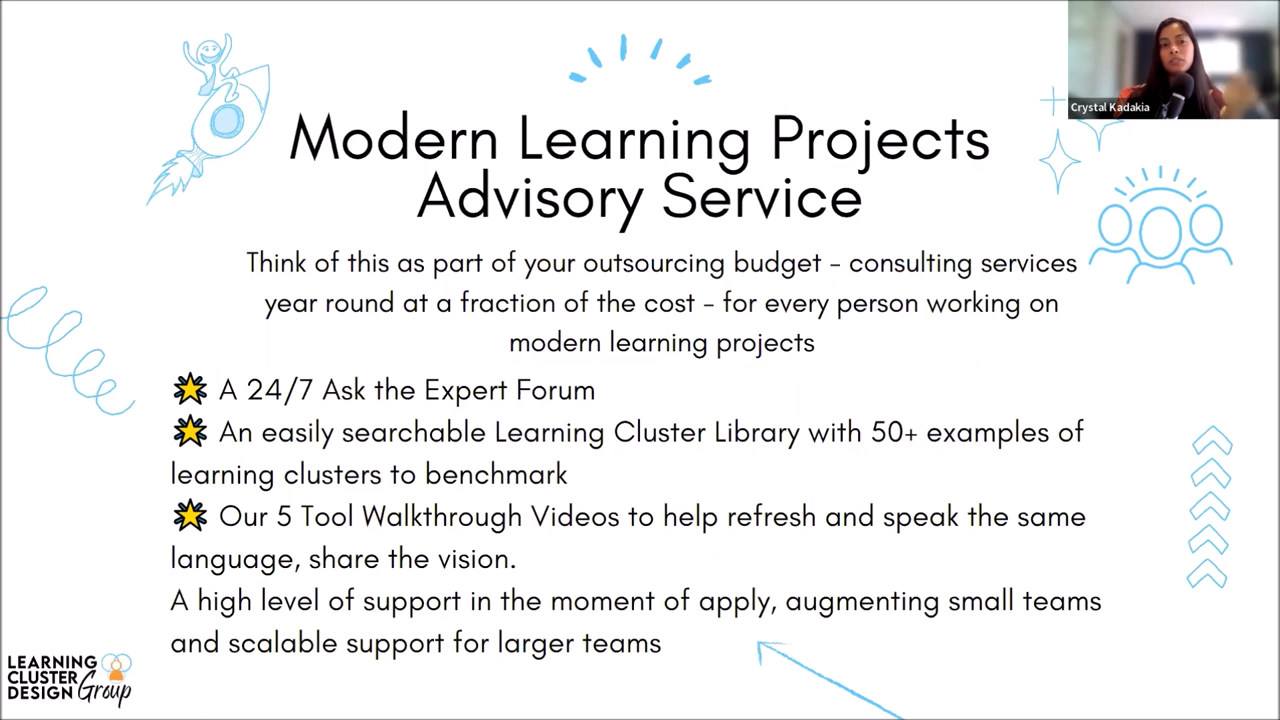 Crystal Kadakia
Modern Learning Projects
Advisory Service
Think of this as part of your outsourcing budget - consulting services
year round at a fraction of the cost - for every person working on
modern learning projects
A 24/7 Ask the Expert Forum
An easily searchable Learning Cluster Library with 50+ examples of
learning clusters to benchmark
Our 5 Tool Walkthrough Videos to help refresh and speak the same
language, share the vision.
A high level of support in the moment of apply, augmenting small teams
and scalable support for larger teams
LEARNING
CLUSTER
DESIGN Group